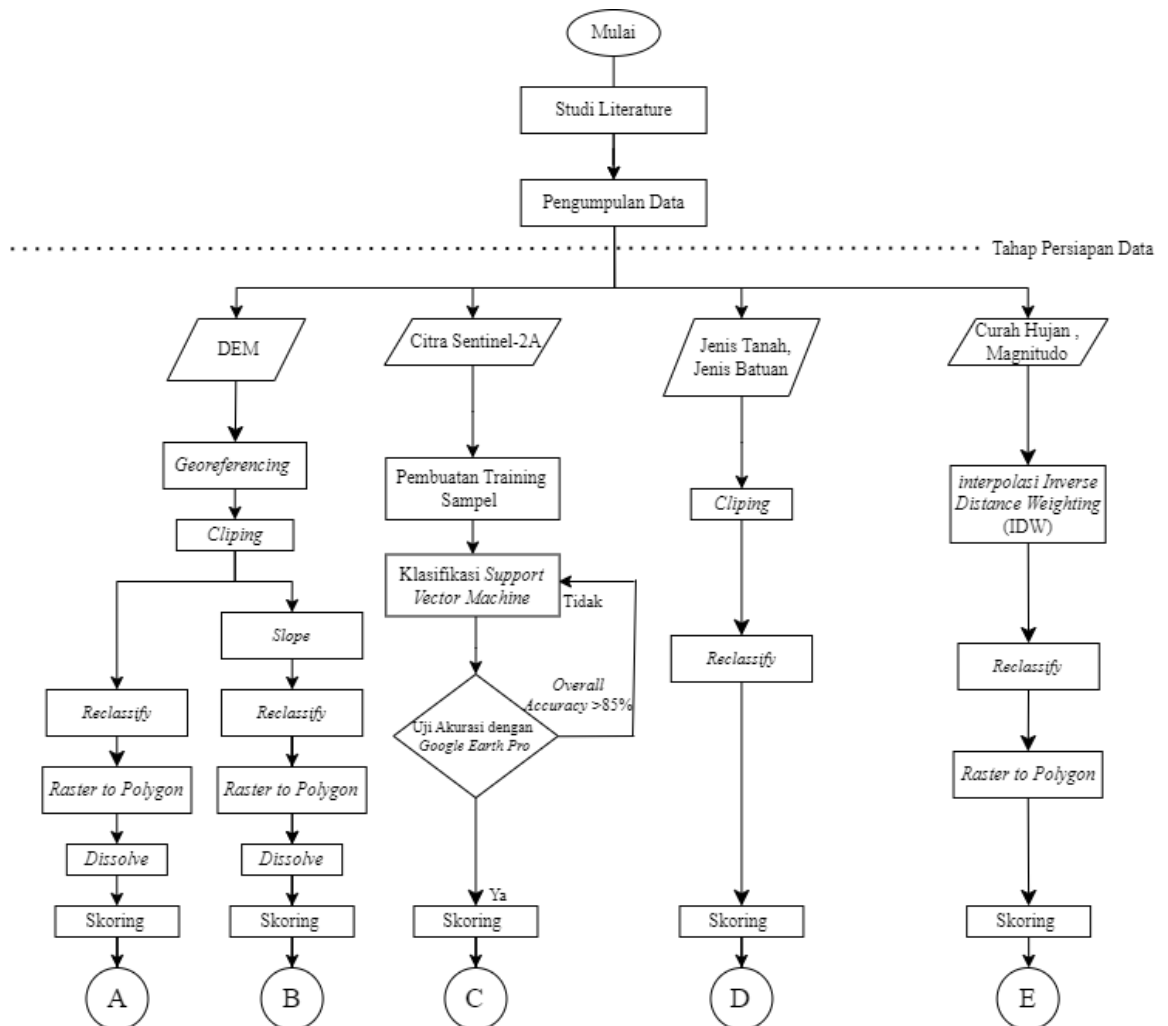 Mulai
Studi Literature
Pengumpulan Data
Tahap Persiapan Data
DEM
Citra Sentinel-2A
Jenis Tanah,
Jenis Batuan
Curah Hujan ,
Magnitudo
Georeferencing
Cliping
Pembuatan Training
Sampel
Cliping
interpolasi Inverse
Distance Weighting
(IDW)
Klasifikasi Support
Vector Machine
Tidak
Slope
Reclassify
Reclassify
Reclassify
Reclassify
Overall
Accuracy >85%
Uji Akurasi dengan
Google Earth Pro
Raster to Polygon
Raster to Polygon
Raster to Polygon
Dissolve
Dissolve
Ya
Skoring
Skoring
Skoring
Skoring
Skoring
A
B
C
D
E